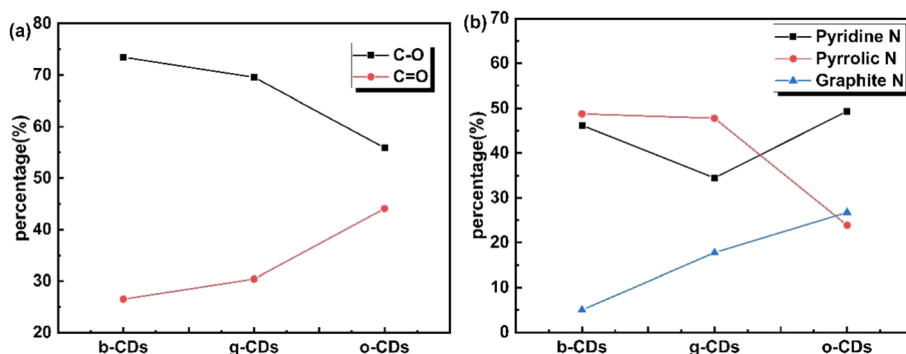 (a)
C-O
C=O
percentage(%)
80
70
60
50
40
30
20
b-CDs
g-CDs
o-CDs
(b)
Pyridine N
Pyrrolic N
Graphite N
percentage(%)
70
60
50
40
30
20
10
0
b-CDs
g-CDs
o-CDs